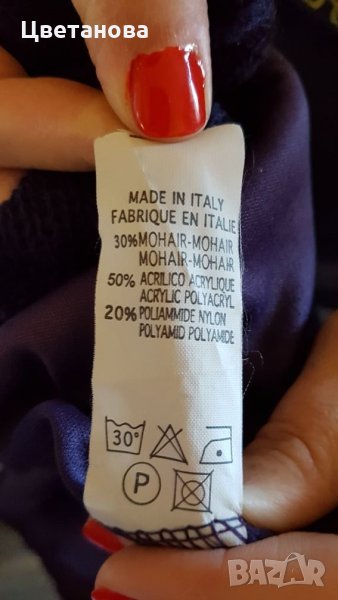 Цветанова
MADE IN ITALY
FABRIQUE EN ITALIE
30% MOHAIR-MOHAIR
MOHAIR-MOHAIR
50% ACRILICO ACRYLIQUE
ACRYLIC POLYACRYL
20% POLIAMMIDE NYLON
POLYAMID POLYAMIDE
30°
P
BAZAR